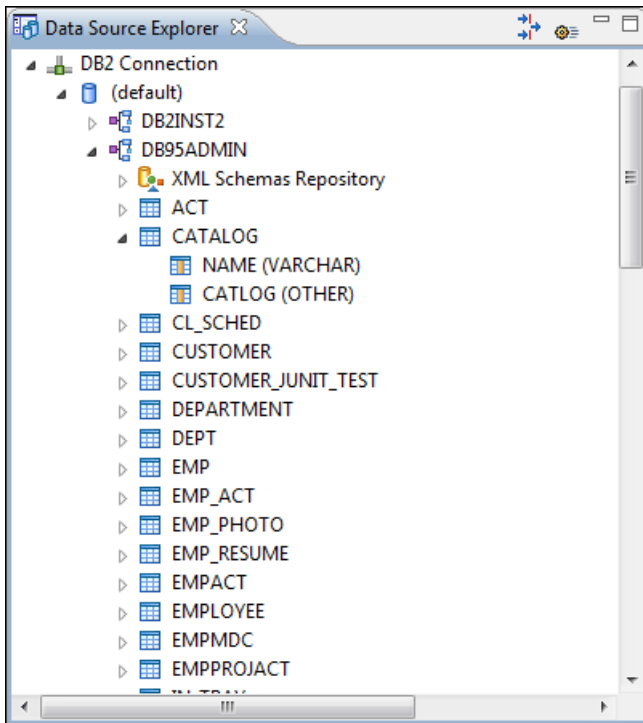 Data Source Explorer
DB2 Connection
(default)
DB2INST2
DB95ADMIN
XML Schemas Repository
ACT
CATALOG
NAME (VARCHAR)
CATLOG (OTHER)
CL_SCHED
CUSTOMER
CUSTOMER_JUNIT_TEST
DEPARTMENT
DEPT
EMP
EMP_ACT
EMP_PHOTO
EMP_RESUME
EMPACT
EMPLOYEE
EMPMDC
EMPPROJACT